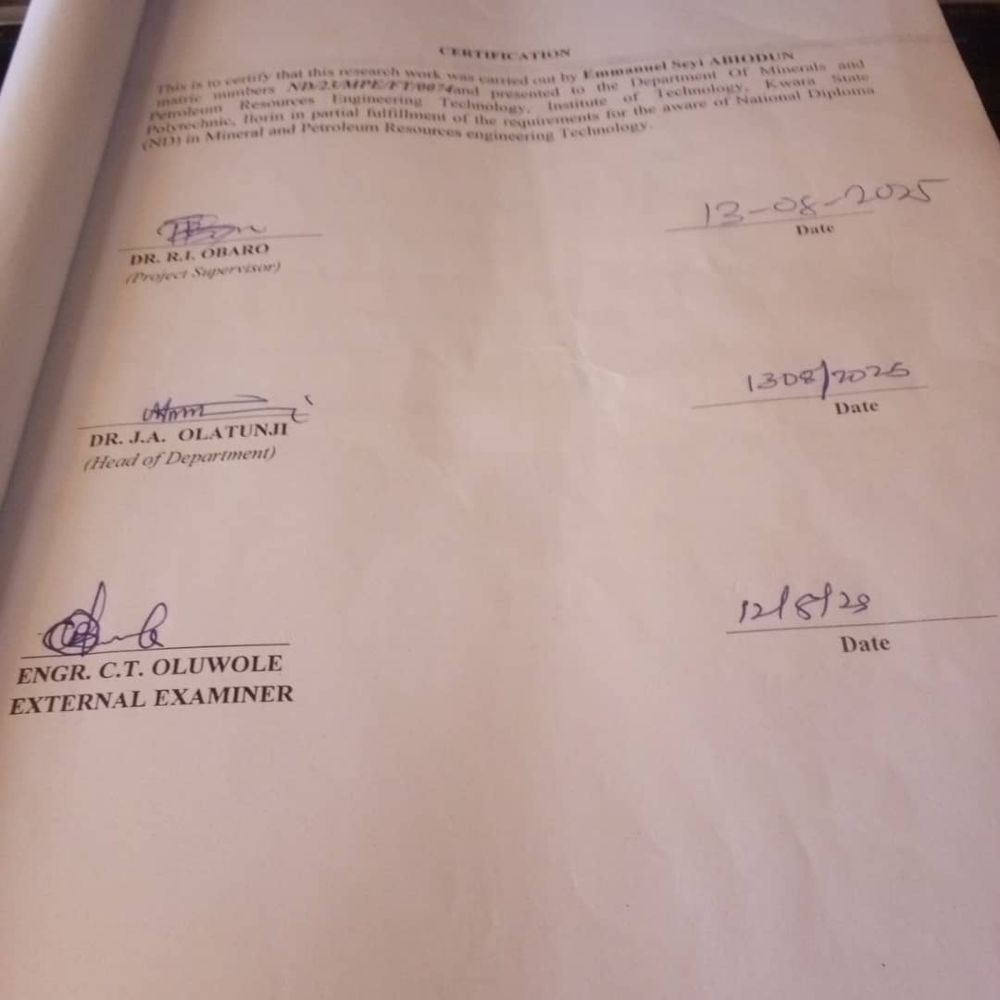 CERTIFICATION
This is to certify that this research work was carried out by Emmanuel Seyi ABIODUN
matric numbers ND/23/MPE/FT/0074and presented to the Department Of Minerals and
Petroleum Resources Engineering Technology, Institute of Technology, Kwara State
Polytechnic, Ilorin in partial fulfillment of the requirements for the aware of National Diploma
(ND) in Mineral and Petroleum Resources engineering Technology.
13-08-2025
DR. R.I. OBARO
Date
(Project Supervisor)
1308/2025
DR. J.A. OLATUNJI
Date
(Head of Department)
12/8/25
ENGR. C.T. OLUWOLE
Date
EXTERNAL EXAMINER